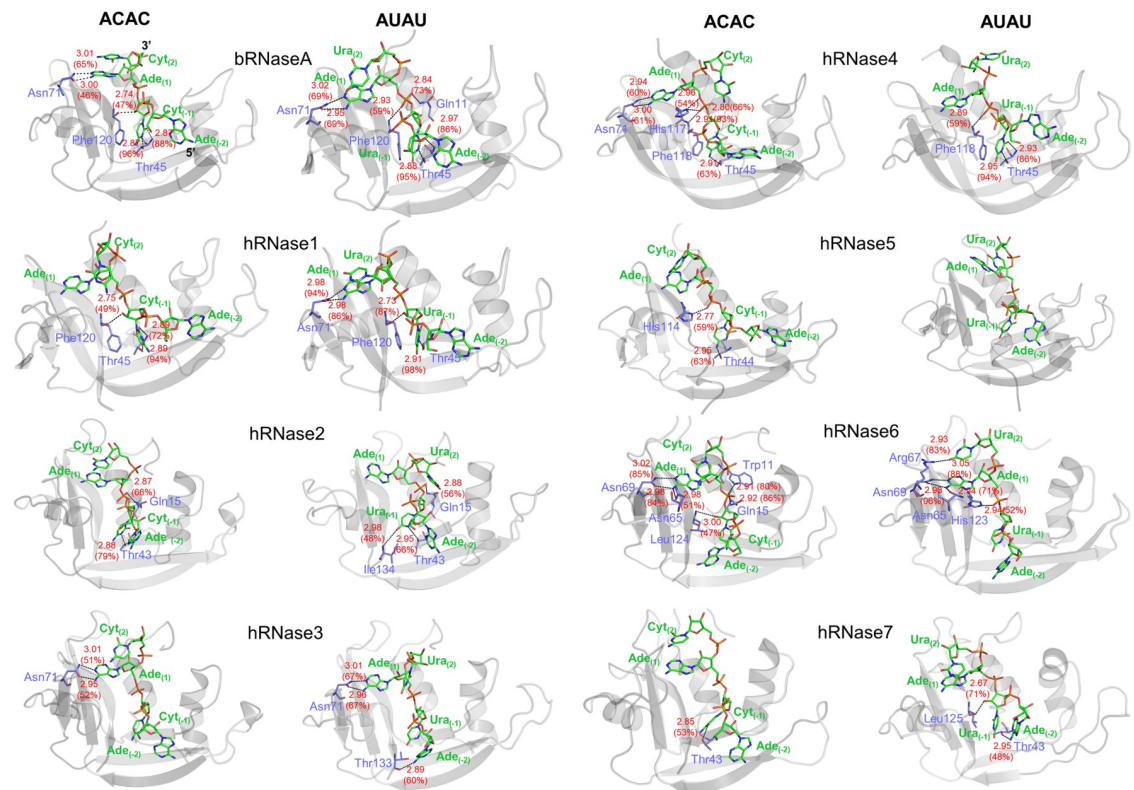 ACAC
AUAU
ACAC
AUAU
bRNaseA
3.01
(65%)
3'
Cyt(2)
Ade(1)
3.00
(46%)
Asn71
2.74
(47%)
Cyt(-1)
Phe120
2.87
(88%)
2.87
(96%)
Ade(-2)
5'
Thr45
Ura(2)
Ade(1)
3.02
(69%)
2.84
(73%)
Asn71
2.95
(69%)
2.93
(59%)
Gln11
2.97
(86%)
Phe120
Ura(-1)
Ade(-2)
2.88
(95%)
Thr45
hRNase4
Cyt(2)
Ade(1)
2.94
(60%)
2.96
(54%)
2.80(66%)
3.00
(61%)
2.91(93%)
Asn71
His117
Cyt(-1)
Phe118
Ade(-2)
2.91
(63%)
Thr45
Ura(2)
Ade(1)
Ura(-1)
2.89
(59%)
Phe118
Ade(-2)
2.93
(86%)
2.95
(94%)
Thr45
hRNase1
Cyt(2)
Ade(1)
2.75
(49%)
Cyt(-1)
Ade(-2)
Phe120
2.89
(72%)
Thr45
2.89
(94%)
Ura(2)
Ade(1)
2.98
(94%)
2.98
(86%)
2.73
(87%)
Ura(-1)
Asn71
Phe120
Ade(-2)
Thr45
2.91
(98%)
hRNase5
Cyt(2)
Ade(1)
Cyt(-1)
His114
2.77
(59%)
Ade(-2)
2.95
(63%)
Thr44
Ura(2)
Ade(1)
Ura(-1)
Ade(-2)
hRNase2
Cyt(2)
Ade(1)
2.87
(66%)
Gln15
Cyt(-1)
Ade(-2)
2.88
(79%)
Thr43
Ade(1)
Ura(2)
2.88
(56%)
Gln15
Ura(-1)
2.98
(48%)
2.95
(66%)
Ade(-2)
Thr43
Ile134
hRNase6
Cyt(2)
3.02
(85%)
Ade(1)
Trp11
Asn69
2.98
(84%)
2.98
(51%)
2.91(60%)
2.92 (86%)
Asn65
Gln15
3.00
(47%)
Leu124
Cyt(-1)
Ade(-2)
2.93
(83%)
Ura(2)
Arg67
3.05
(88%)
Ade(1)
Asn69
2.93
(96%)
2.94 (71%)
Asn65
His123
2.94(52%)
Ura(-1)
Ade(-2)
hRNase3
3.01
(51%)
Cyt(2)
Asn71
2.95
(52%)
Ade(1)
Cyt(-1)
Ade(-2)
3.01
(67%)
Ade(1)
Ura(2)
Asn71
2.96
(67%)
Ura(-1)
Thr133
Ade(-2)
2.89
(60%)
hRNase7
Cyt(2)
Ade(1)
Cyt(-1)
2.85
(53%)
Thr43
Ade(-2)
Ura(2)
Ade(1)
2.67
(71%)
Leu125
Ura(-1)
Thr43
Ade(-2)
2.95
(48%)